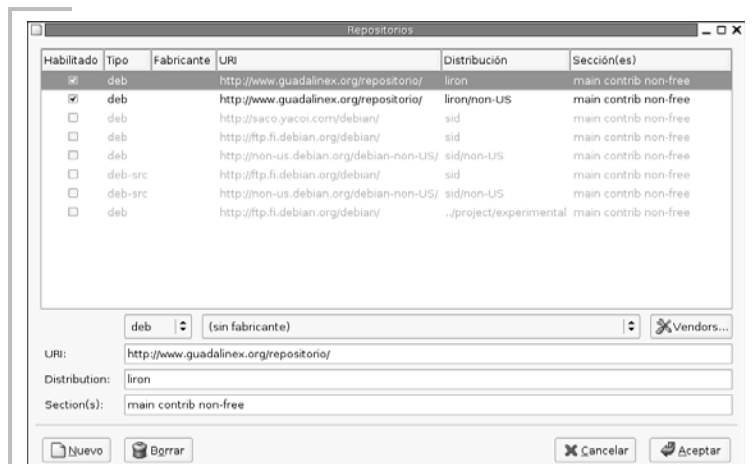 Repositorios
Habilitado Tipo Fabricante URI Distribución Sección(es)
deb http://www.guadalinex.org/repositorio/ liron main contrib non-free
deb http://www.guadalinex.org/repositorio/ liron/non-US main contrib non-free
deb http://saco.yacoi.com/debian/ sid main contrib non-free
deb http://ftp.fi.debian.org/debian/ sid main contrib non-free
deb http://non-us.debian.org/debian-non-US/ sid/non-US main contrib non-free
deb-src http://ftp.fi.debian.org/debian/ sid main contrib non-free
deb-src http://non-us.debian.org/debian-non-US/ sid/non-US main contrib non-free
deb http://ftp.fi.debian.org/debian/ ../project/experimental main contrib non-free
deb (sin fabricante) Vendors...
URI: http://www.guadalinex.org/repositorio/
Distribution: liron
Section(s): main contrib non-free
Nuevo Borrar Cancelar Aceptar